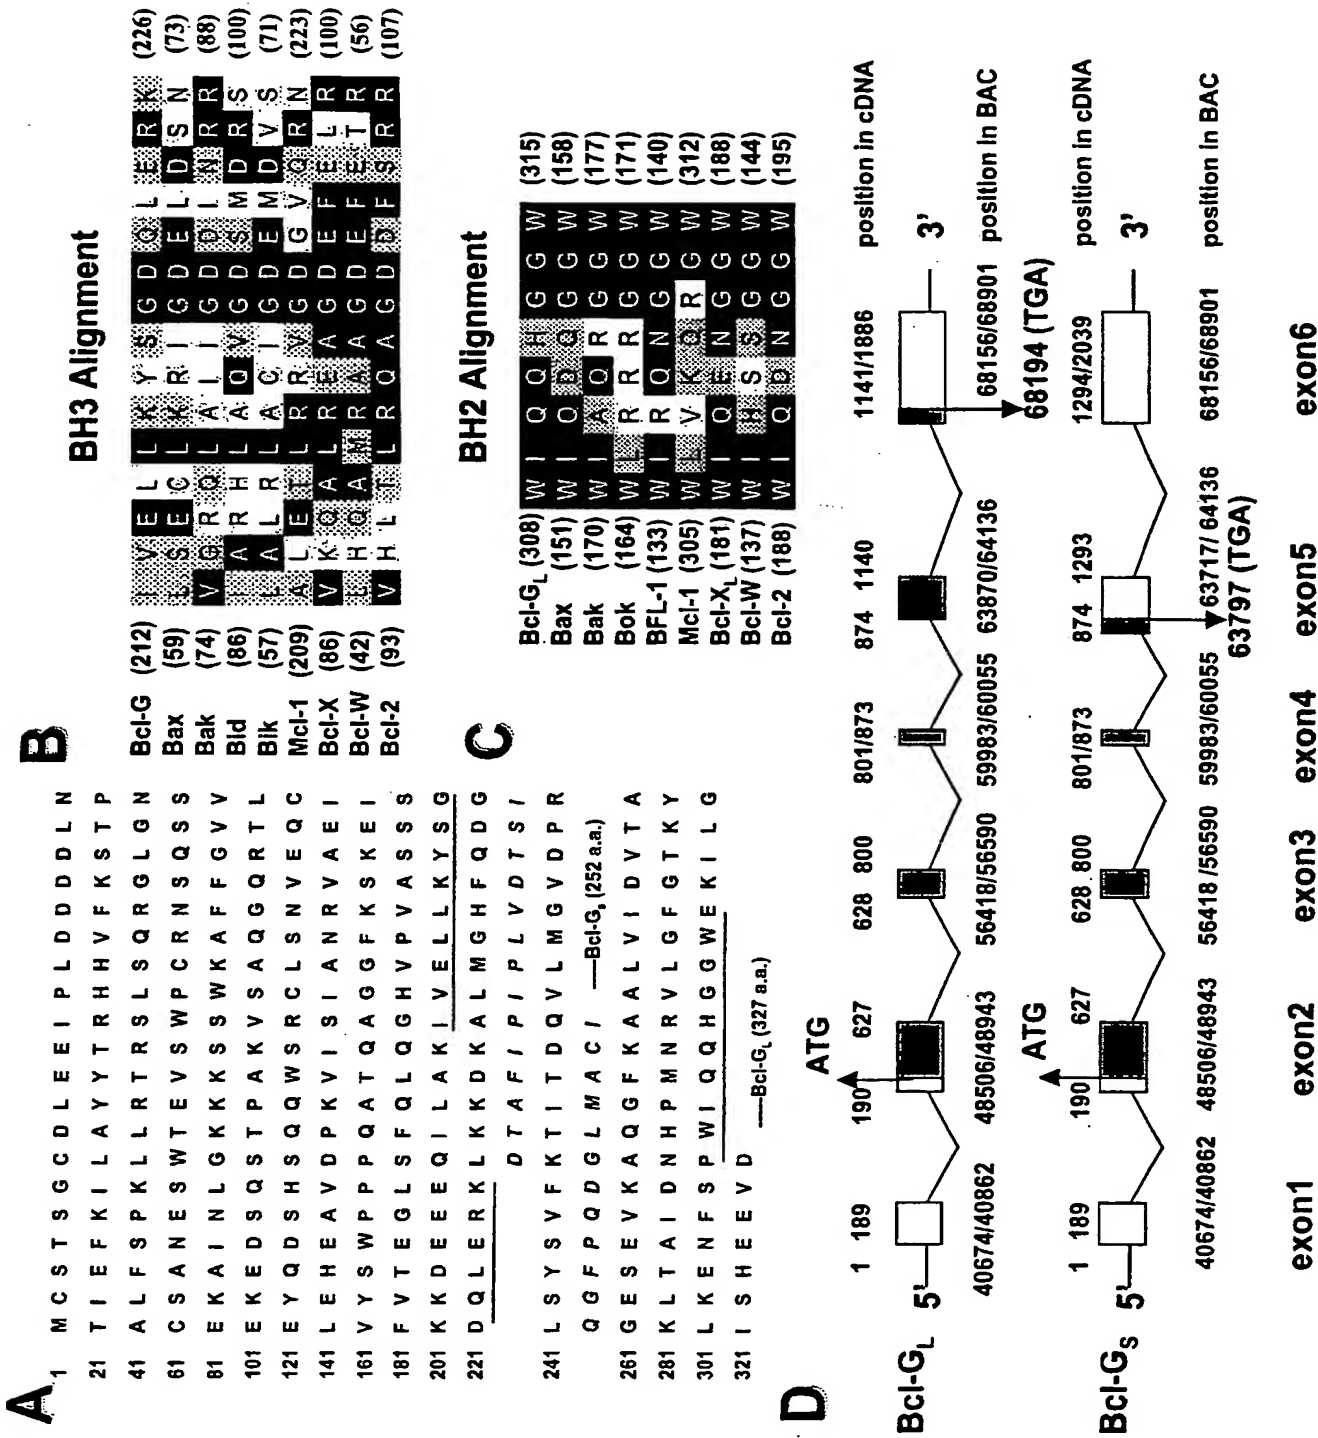 A
1 M C S T S G C D L E E I P L D D D D L N
21 T I E F K I L A Y Y T R H H V F K S T P
41 A L F S P K L L R T R S L S Q R G L G N
61 C S A N E S W T E V S W P C R N S Q S S
81 E K A I N L G K K K S S W K A F F G V V
101 E K E D S Q S T P A K V S A Q G Q R T L
121 E Y Q D S H S Q Q W S R C L S N V E Q C
141 L E H E A V D P K V I S I A N R V A E I
161 V Y S W P P P Q A T Q A G G F K S K E I
181 F V T E G L S F Q L Q G H V P V A S S S
201 K K D E E E Q I L A K I V E L L K Y S G
221 D Q L E R K L K K D K A L M G H F Q D G
D T A F I P I P L V D T S I
241 L S Y S V F K T I T D Q V L M G V D P R
Q G F P Q D G L M A C I —Bcl-Gs (252 a.a.)
261 G E S E V K A Q G F K A A L V I D V T A
281 K L T A I D N H P M N R V L G F G T K Y
301 L K E N F S P W I Q Q H G G W E K I L G
321 I S H E E V D —Bcl-GL (327 a.a.)
B
BH3 Alignment
Bcl-G (212) I V E L L K Y S G D Q L E R K (226)
Bax (59) L S E C L K R I G D E L D S N (73)
Bak (74) V G R Q L A L I G D D L N R R (88)
Bid (86) I A R H L A Q V G D S M D R S (100)
Bik (57) L A L R L A C I G D E M D V S (71)
Mcl-1 (209) A L E T L R R V G D G V Q R N (223)
Bcl-X (86) V K Q A L R E A G D E F E L R (100)
Bcl-W (42) L H Q A M R A A G D E F E T R (56)
Bcl-2 (93) V H L T L R Q A G D D F S R R (107)
C
BH2 Alignment
Bcl-GL (308) W I Q Q H G G W (315)
Bax (151) W I Q D Q G G W (158)
Bak (170) W I A Q R G G W (177)
Bok (164) W L R R R G G W (171)
BFL-1 (133) W I R Q N G G W (140)
Mcl-1 (305) W L V K Q R G W (312)
Bcl-XL (181) W I Q E N G G W (188)
Bcl-W (137) W I H S S G G W (144)
Bcl-2 (188) W I Q D N G G W (195)
D
ATG
1 189 190 627 628 800 801/873 874 1140 1141/1886 position in cDNA
Bcl-GL 5' 3'
40674/40862 48506/48943 56418/56590 59983/60055 63870/64136 68156/68901 position in BAC
68194 (TGA)
ATG
1 189 190 627 628 800 801/873 874 1293 1294/2039 position in cDNA
Bcl-GS 5' 3'
40674/40862 48506/48943 56418 /56590 59983/60055 63717/ 64136 68156/68901 position in BAC
63797 (TGA)
exon1 exon2 exon3 exon4 exon5 exon6